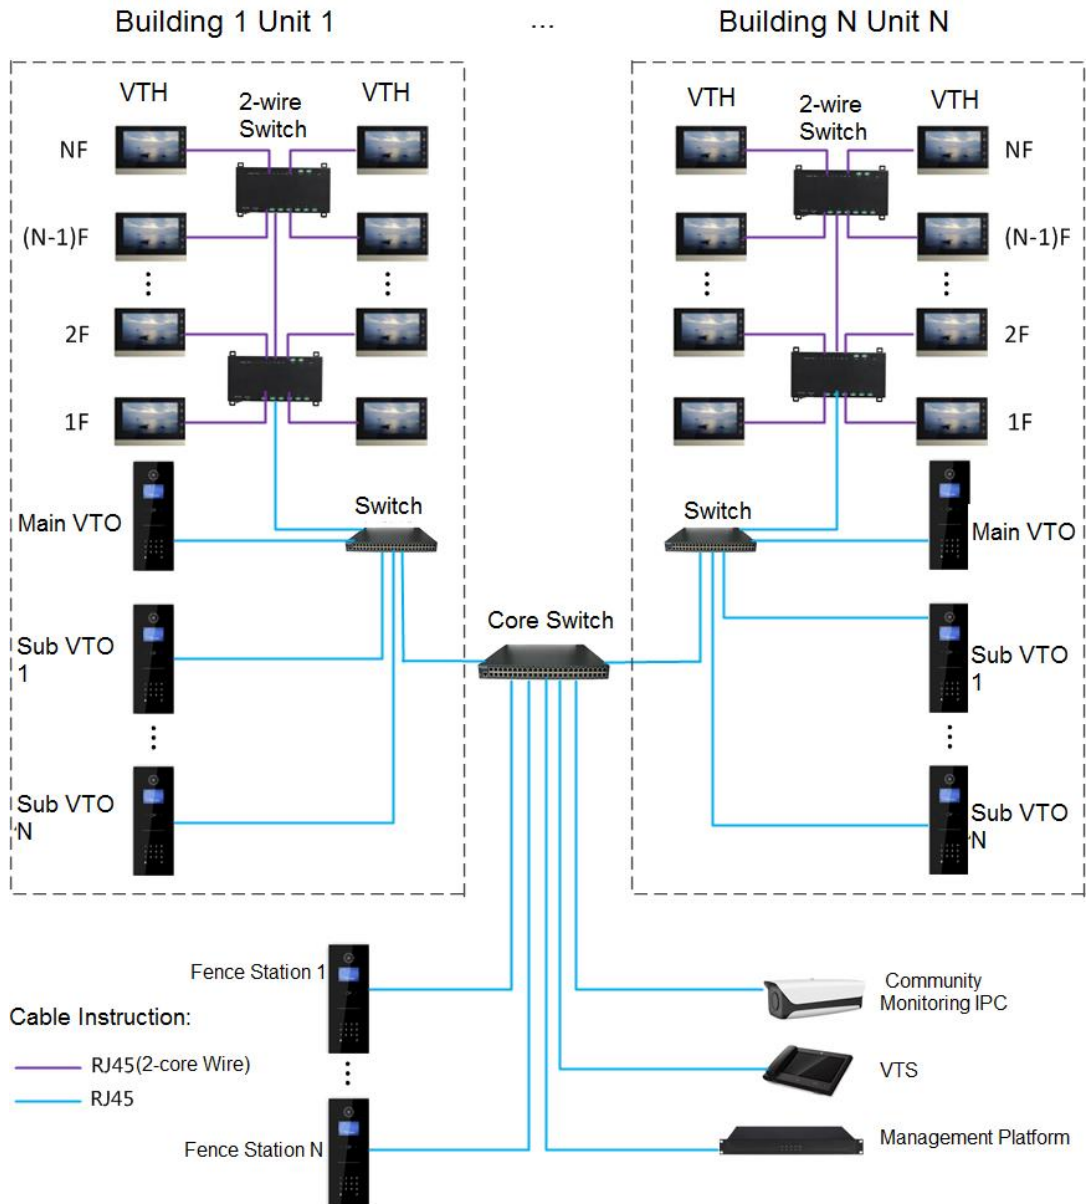 Building 1 Unit 1
...
Building N Unit N
VTH
2-wire
Switch
VTH
NF
(N-1)F
2F
1F
Main VTO
Switch
Sub VTO
1
Sub VTO
N
VTH
2-wire
Switch
VTH
NF
(N-1)F
2F
1F
Switch
Main VTO
Sub VTO
1
Sub VTO
N
Core Switch
Fence Station 1
Fence Station N
Community
Monitoring IPC
VTS
Management Platform
Cable Instruction:
RJ45(2-core Wire)
RJ45